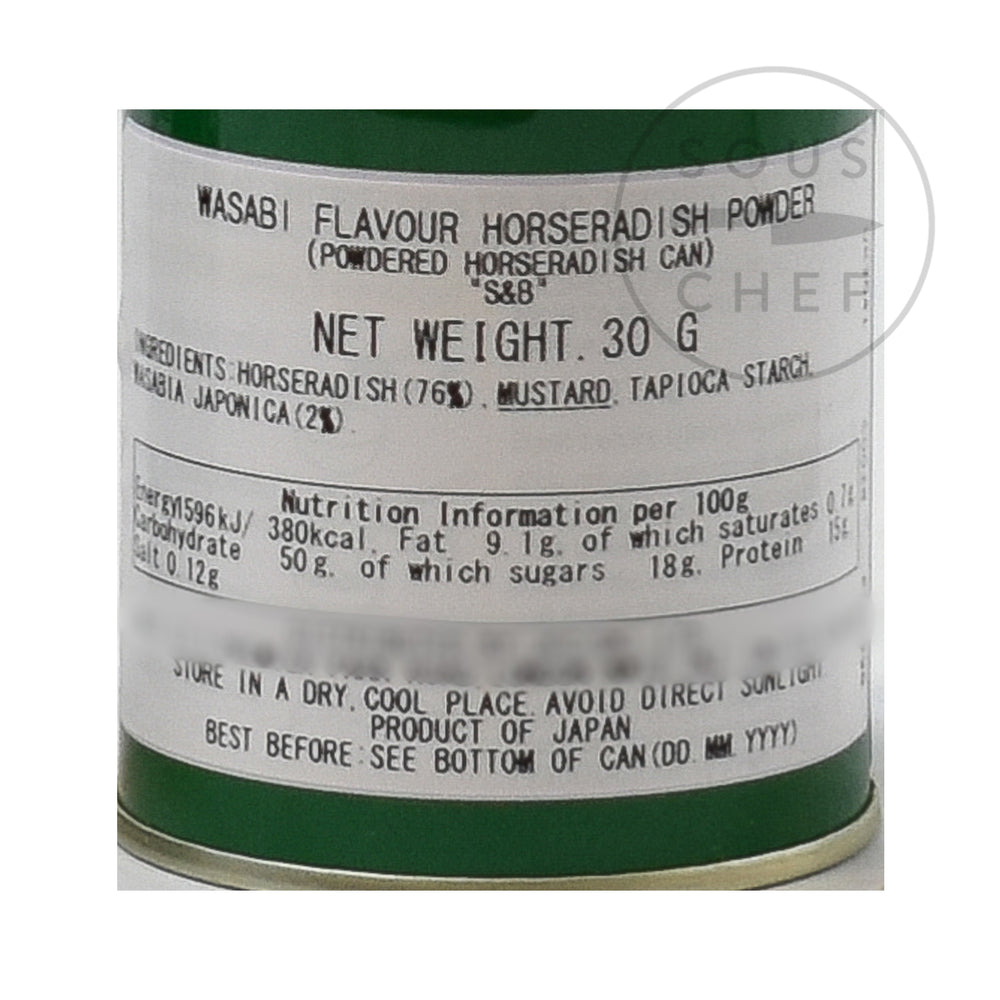 SOUS
CHEF
WASABI FLAVOUR HORSERADISH POWDER
(POWDERED HORSERADISH CAN)
"S&B"
NET WEIGHT. 30 G
INGREDIENTS:HORSERADISH(76%), MUSTARD, TAPIOCA STARCH,
WASABIA JAPONICA(2%).
Nutrition Information per 100g
Energy1596kJ/ 380kcal, Fat 9.1g, of which saturates 0.7g
Carbohydrate 50g, of which sugars 18g, Protein 15g
Salt 0.12g
STORE IN A DRY, COOL PLACE. AVOID DIRECT SUNLIGHT.
PRODUCT OF JAPAN
BEST BEFORE:SEE BOTTOM OF CAN(DD. MM. YYYY)